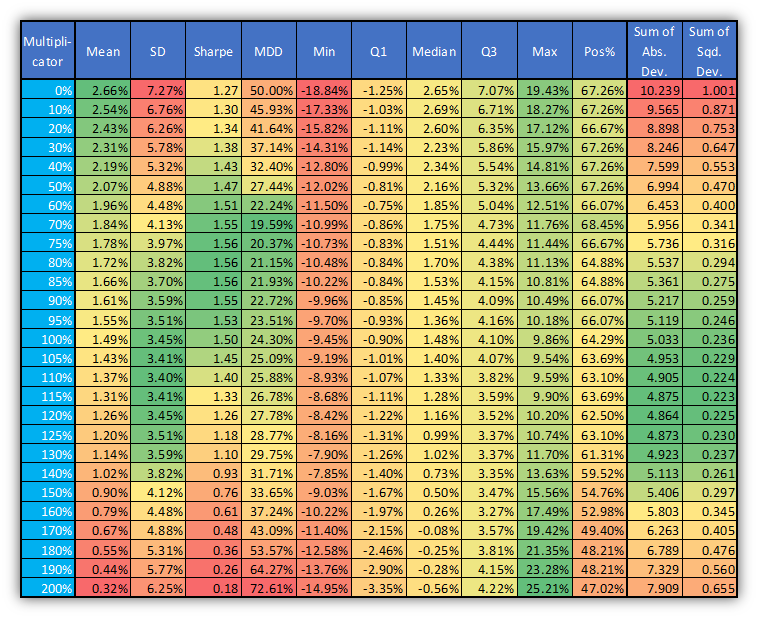 Multipli-cator Mean SD Sharpe MDD Min Q1 Median Q3 Max Pos% Sum of Abs. Dev. Sum of Sqd. Dev.
0% 2.66% 7.27% 1.27 50.00% -18.84% -1.25% 2.65% 7.07% 19.43% 67.26% 10.239 1.001
10% 2.54% 6.76% 1.30 45.93% -17.33% -1.03% 2.69% 6.71% 18.27% 67.26% 9.565 0.871
20% 2.43% 6.26% 1.34 41.64% -15.82% -1.11% 2.60% 6.35% 17.12% 66.67% 8.898 0.753
30% 2.31% 5.78% 1.38 37.14% -14.31% -1.14% 2.23% 5.86% 15.97% 67.26% 8.246 0.647
40% 2.19% 5.32% 1.43 32.40% -12.80% -0.99% 2.34% 5.54% 14.81% 67.26% 7.599 0.553
50% 2.07% 4.88% 1.47 27.44% -12.02% -0.81% 2.16% 5.32% 13.66% 67.26% 6.994 0.470
60% 1.96% 4.48% 1.51 22.24% -11.50% -0.75% 1.85% 5.04% 12.51% 66.07% 6.453 0.400
70% 1.84% 4.13% 1.55 19.59% -10.99% -0.86% 1.75% 4.73% 11.76% 68.45% 5.956 0.341
75% 1.78% 3.97% 1.56 20.37% -10.73% -0.83% 1.51% 4.44% 11.44% 66.67% 5.736 0.316
80% 1.72% 3.82% 1.56 21.15% -10.48% -0.84% 1.70% 4.38% 11.13% 64.88% 5.537 0.294
85% 1.66% 3.70% 1.56 21.93% -10.22% -0.84% 1.53% 4.15% 10.81% 64.88% 5.361 0.275
90% 1.61% 3.59% 1.55 22.72% -9.96% -0.85% 1.45% 4.09% 10.49% 66.07% 5.217 0.259
95% 1.55% 3.51% 1.53 23.51% -9.70% -0.93% 1.36% 4.16% 10.18% 66.07% 5.119 0.246
100% 1.49% 3.45% 1.50 24.30% -9.45% -0.90% 1.48% 4.10% 9.86% 64.29% 5.033 0.236
105% 1.43% 3.41% 1.45 25.09% -9.19% -1.01% 1.40% 4.07% 9.54% 63.69% 4.953 0.229
110% 1.37% 3.40% 1.40 25.88% -8.93% -1.07% 1.33% 3.82% 9.59% 63.10% 4.905 0.224
115% 1.31% 3.41% 1.33 26.78% -8.68% -1.11% 1.28% 3.59% 9.90% 63.69% 4.875 0.223
120% 1.26% 3.45% 1.26 27.78% -8.42% -1.22% 1.16% 3.52% 10.20% 62.50% 4.864 0.225
125% 1.20% 3.51% 1.18 28.77% -8.16% -1.31% 0.99% 3.37% 10.74% 63.10% 4.873 0.230
130% 1.14% 3.59% 1.10 29.75% -7.90% -1.26% 1.02% 3.37% 11.70% 61.31% 4.923 0.237
140% 1.02% 3.82% 0.93 31.71% -7.85% -1.40% 0.73% 3.35% 13.63% 59.52% 5.113 0.261
150% 0.90% 4.12% 0.76 33.65% -9.03% -1.67% 0.50% 3.47% 15.56% 54.76% 5.406 0.297
160% 0.79% 4.48% 0.61 37.24% -10.22% -1.97% 0.26% 3.27% 17.49% 52.98% 5.803 0.345
170% 0.67% 4.88% 0.48 43.09% -11.40% -2.15% -0.08% 3.57% 19.42% 49.40% 6.263 0.405
180% 0.55% 5.31% 0.36 53.57% -12.58% -2.46% -0.25% 3.81% 21.35% 48.21% 6.789 0.476
190% 0.44% 5.77% 0.26 64.27% -13.76% -2.90% -0.28% 4.15% 23.28% 48.21% 7.329 0.560
200% 0.32% 6.25% 0.18 72.61% -14.95% -3.35% -0.56% 4.22% 25.21% 47.02% 7.909 0.655